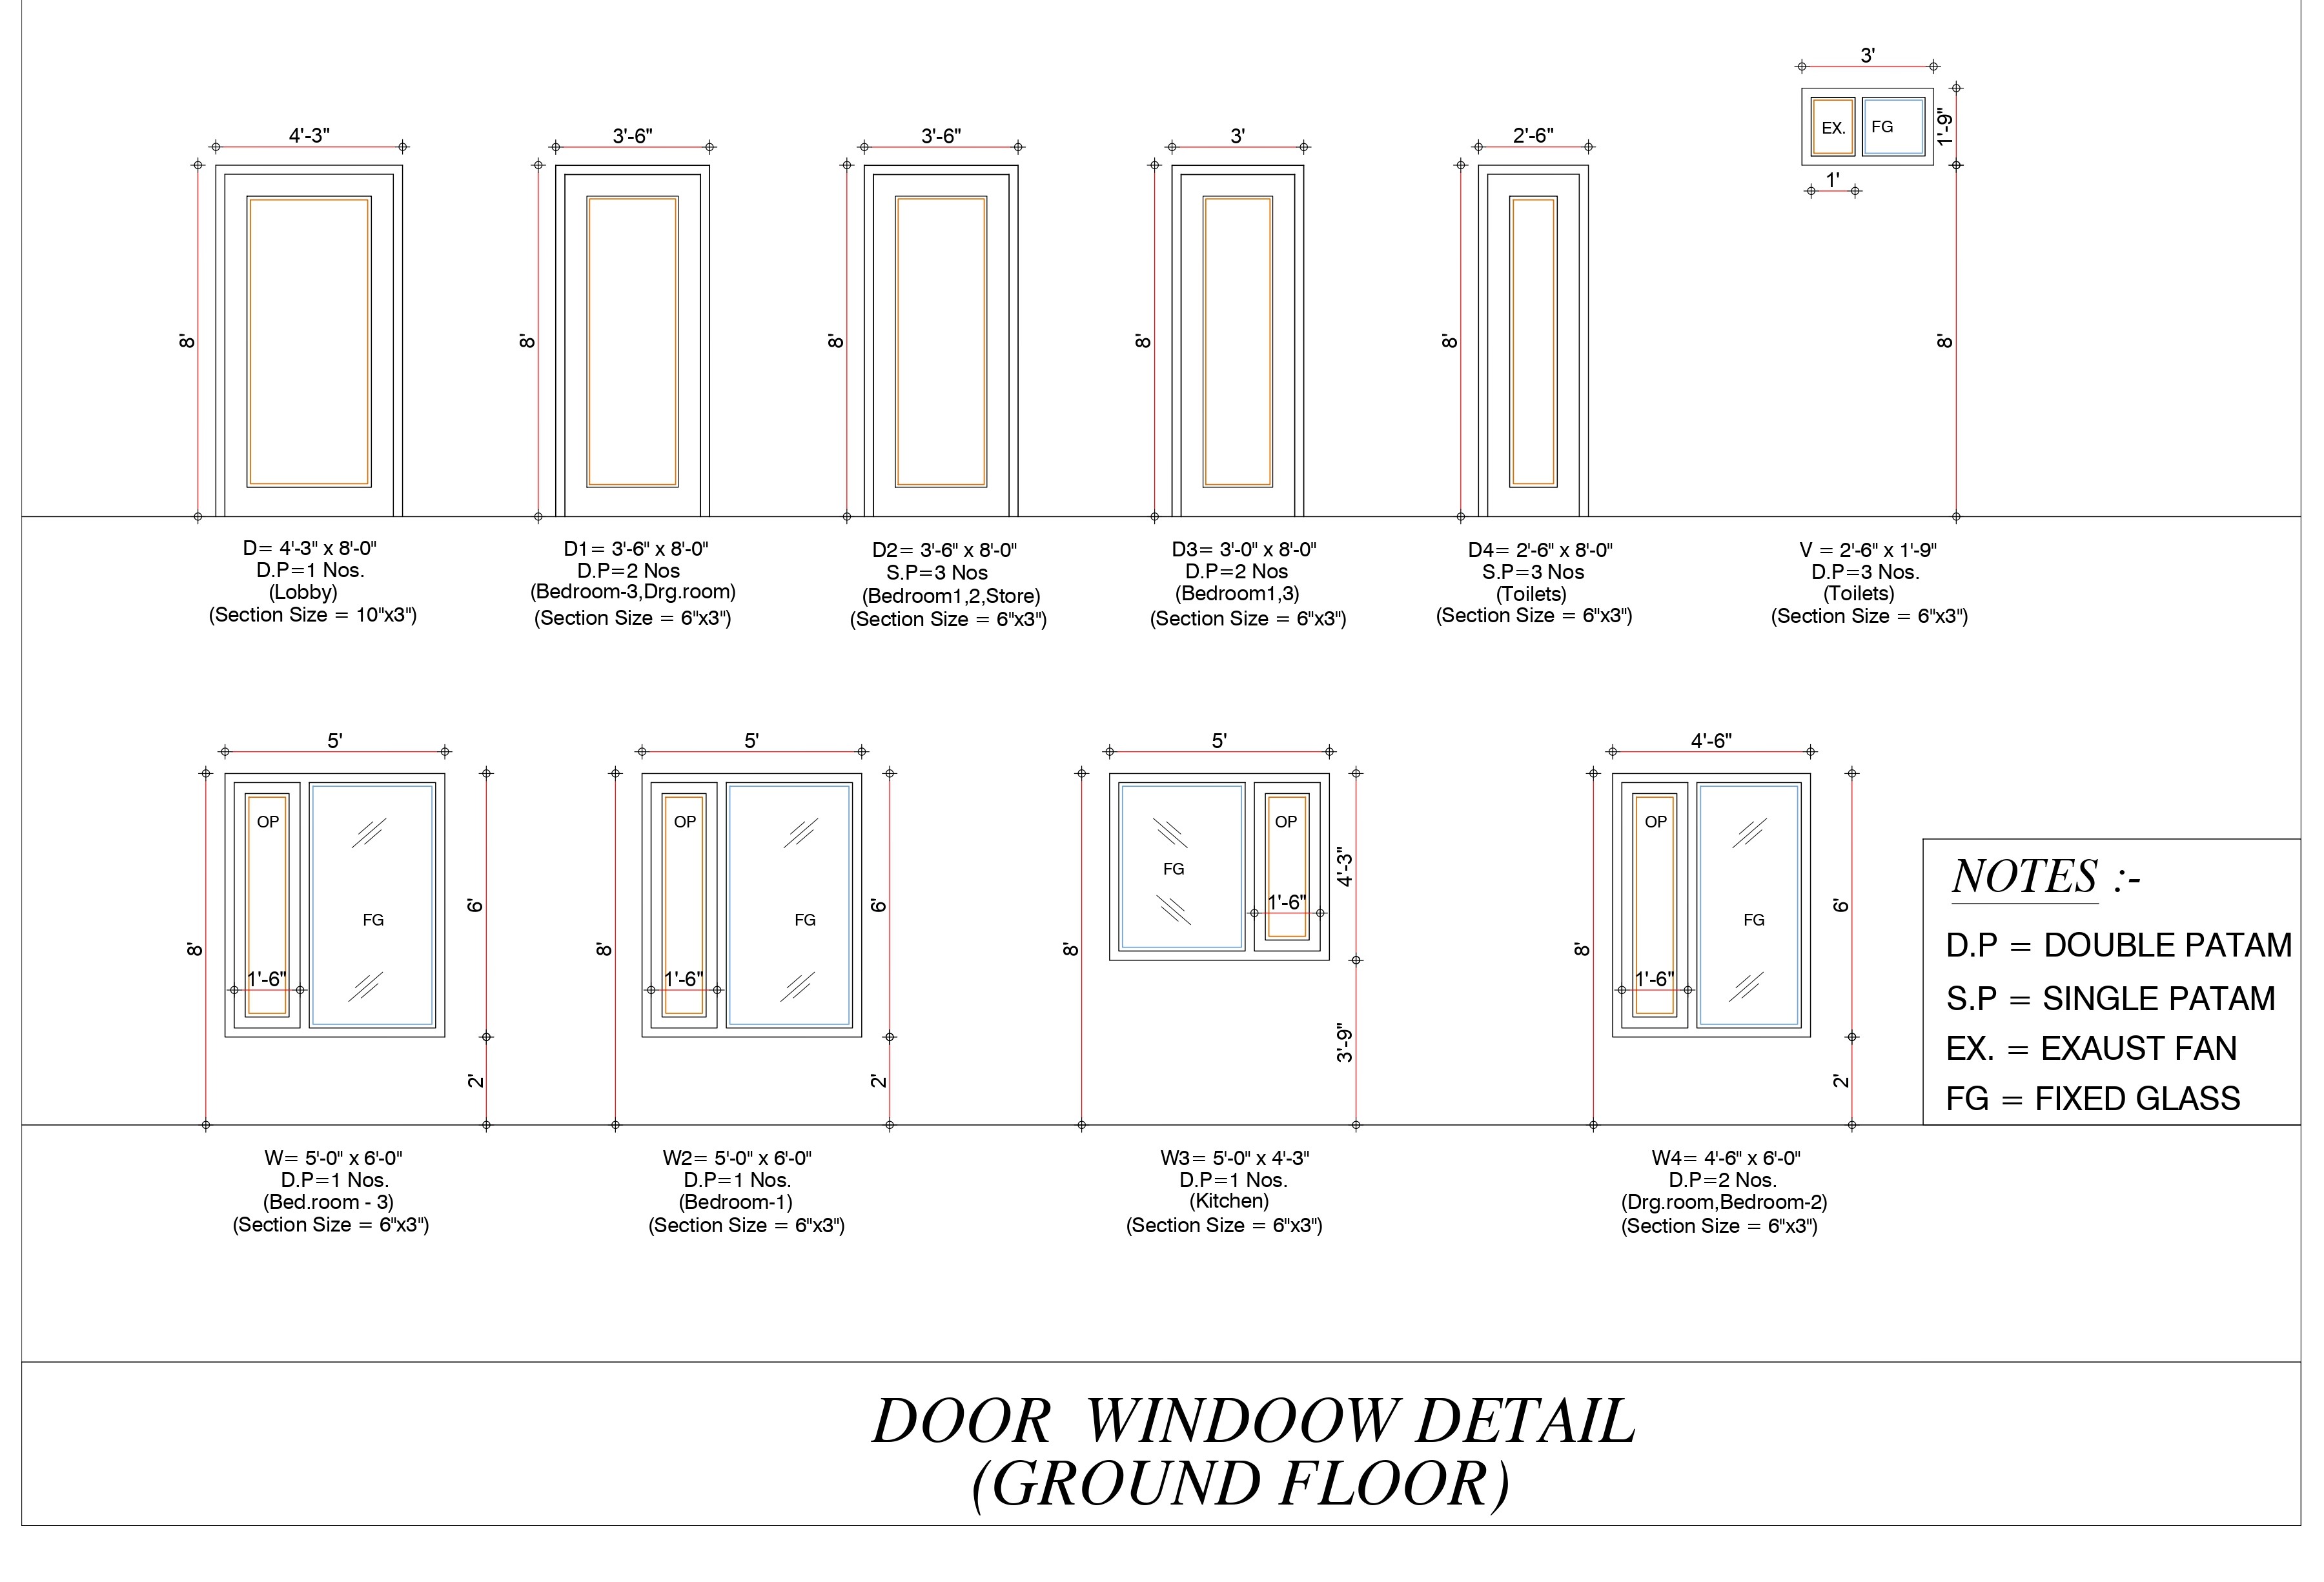 3'
4'-3"
3'-6"
3'-6"
3'
2'-6"
EX.
FG
1'-9"
1'
8'
8'
8'
8'
8'
8'
D= 4'-3" x 8'-0"
D.P=1 Nos.
(Lobby)
(Section Size = 10"x3")
D1= 3'-6" x 8'-0"
D.P=2 Nos
(Bedroom-3,Drg.room)
(Section Size = 6"x3")
D2= 3'-6" x 8'-0"
S.P=3 Nos
(Bedroom1,2,Store)
(Section Size = 6"x3")
D3= 3'-0" x 8'-0"
D.P=2 Nos
(Bedroom1,3)
(Section Size = 6"x3")
D4= 2'-6" x 8'-0"
S.P=3 Nos
(Toilets)
(Section Size = 6"x3")
V = 2'-6" x 1'-9"
D.P=3 Nos.
(Toilets)
(Section Size = 6"x3")
5'
OP
FG
1'-6"
8'
6'
2'
5'
OP
FG
1'-6"
8'
6'
2'
5'
FG
OP
1'-6"
8'
4'-3"
3'-9"
4'-6"
OP
FG
1'-6"
8'
6'
2'
W= 5'-0" x 6'-0"
D.P=1 Nos.
(Bed.room - 3)
(Section Size = 6"x3")
W2= 5'-0" x 6'-0"
D.P=1 Nos.
(Bedroom-1)
(Section Size = 6"x3")
W3= 5'-0" x 4'-3"
D.P=1 Nos.
(Kitchen)
(Section Size = 6"x3")
W4= 4'-6" x 6'-0"
D.P=2 Nos.
(Drg.room,Bedroom-2)
(Section Size = 6"x3")
NOTES :-
D.P = DOUBLE PATAM
S.P = SINGLE PATAM
EX. = EXAUST FAN
FG = FIXED GLASS
DOOR WINDOOW DETAIL
(GROUND FLOOR)